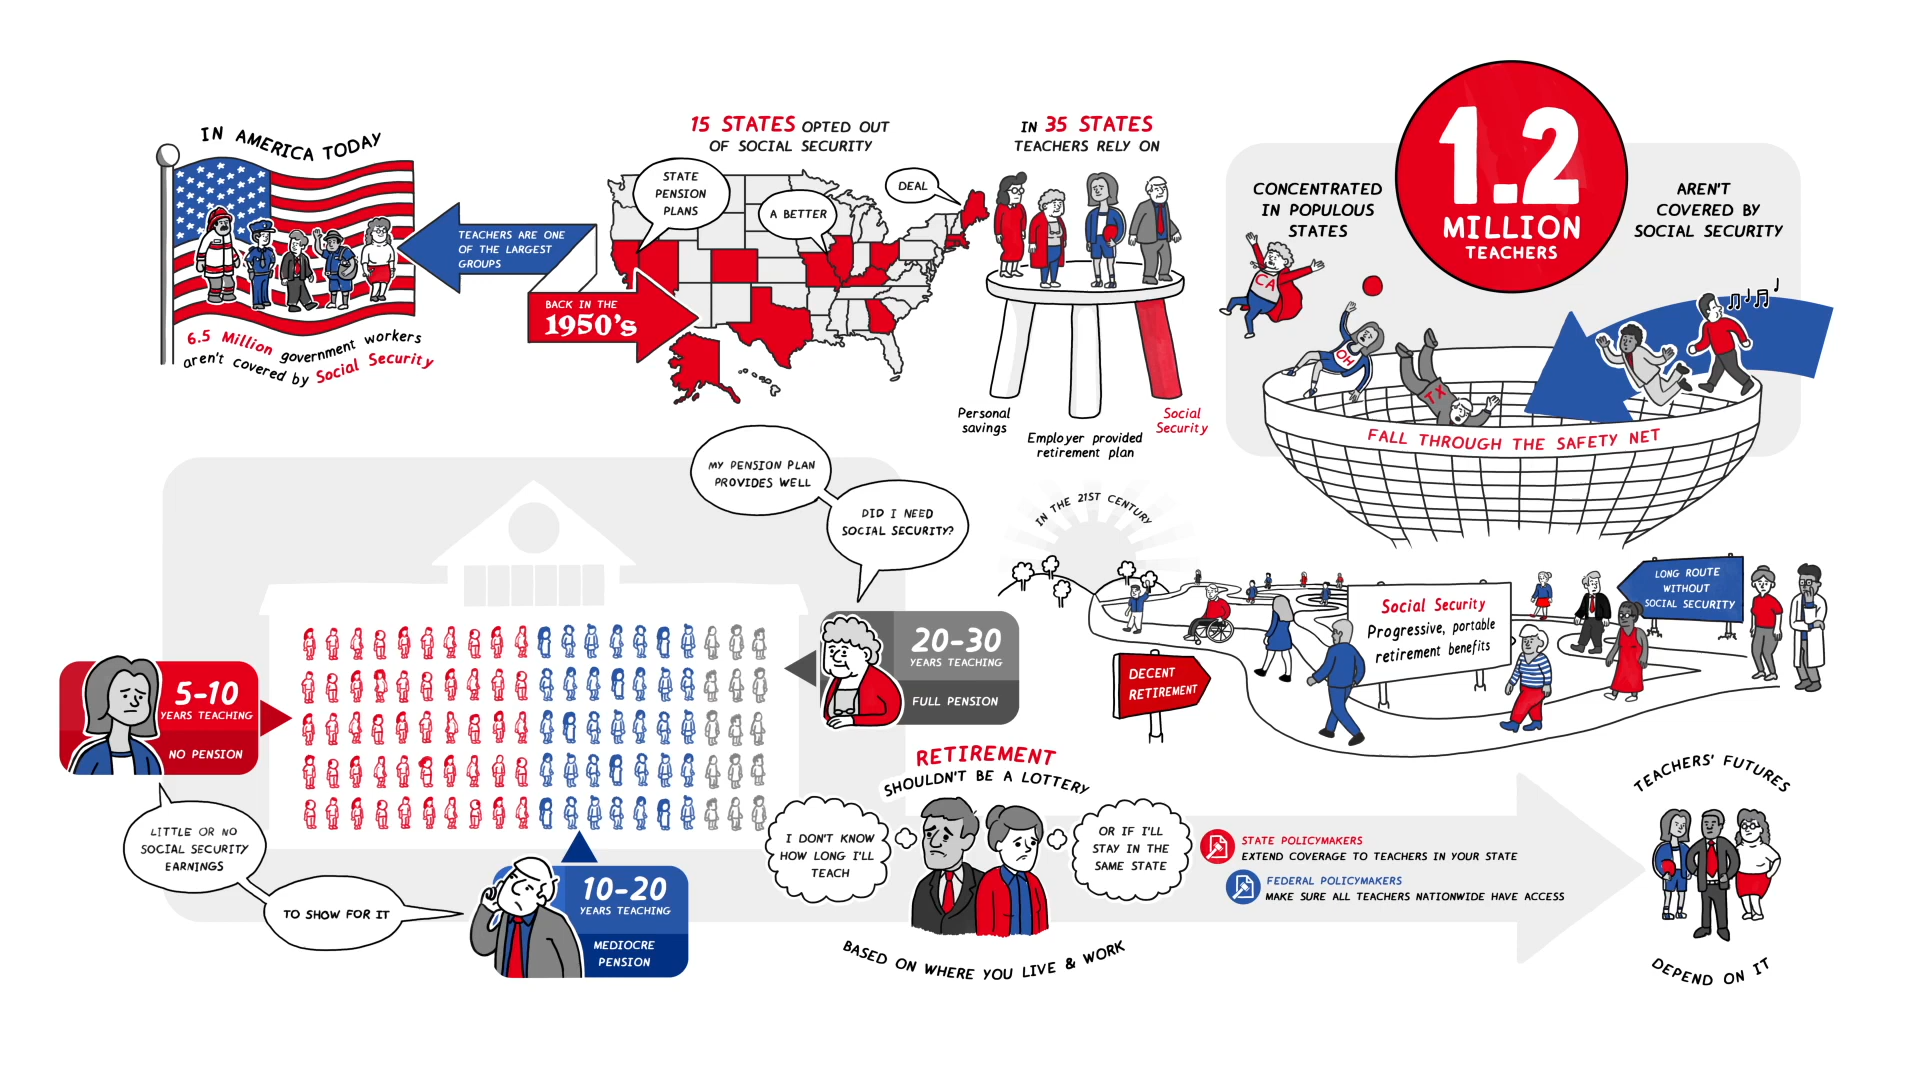 IN AMERICA TODAY
6.5 Million government workers
aren't covered by Social Security
TEACHERS ARE ONE
OF THE LARGEST
GROUPS
BACK IN THE
1950's
15 STATES OPTED OUT
OF SOCIAL SECURITY
STATE
PENSION
PLANS
A BETTER
DEAL
IN 35 STATES
TEACHERS RELY ON
Personal
savings
Employer provided
retirement plan
Social
Security
CONCENTRATED
IN POPULOUS
STATES
1.2
MILLION
TEACHERS
AREN'T
COVERED BY
SOCIAL SECURITY
CA
OH
TX
FALL THROUGH THE SAFETY NET
MY PENSION PLAN
PROVIDES WELL
DID I NEED
SOCIAL SECURITY?
20-30
YEARS TEACHING
FULL PENSION
5-10
YEARS TEACHING
NO PENSION
LITTLE OR NO
SOCIAL SECURITY
EARNINGS
TO SHOW FOR IT
10-20
YEARS TEACHING
MEDIOCRE
PENSION
IN THE 21ST CENTURY
LONG ROUTE
WITHOUT
SOCIAL SECURITY
Social Security
Progressive, portable
retirement benefits
DECENT
RETIREMENT
RETIREMENT
SHOULDN'T BE A LOTTERY
I DON'T KNOW
HOW LONG I'LL
TEACH
OR IF I'LL
STAY IN THE
SAME STATE
BASED ON WHERE YOU LIVE & WORK
STATE POLICYMAKERS
EXTEND COVERAGE TO TEACHERS IN YOUR STATE
FEDERAL POLICYMAKERS
MAKE SURE ALL TEACHERS NATIONWIDE HAVE ACCESS
TEACHERS' FUTURES
DEPEND ON IT